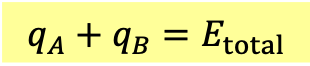 q_A + q_B = E_total